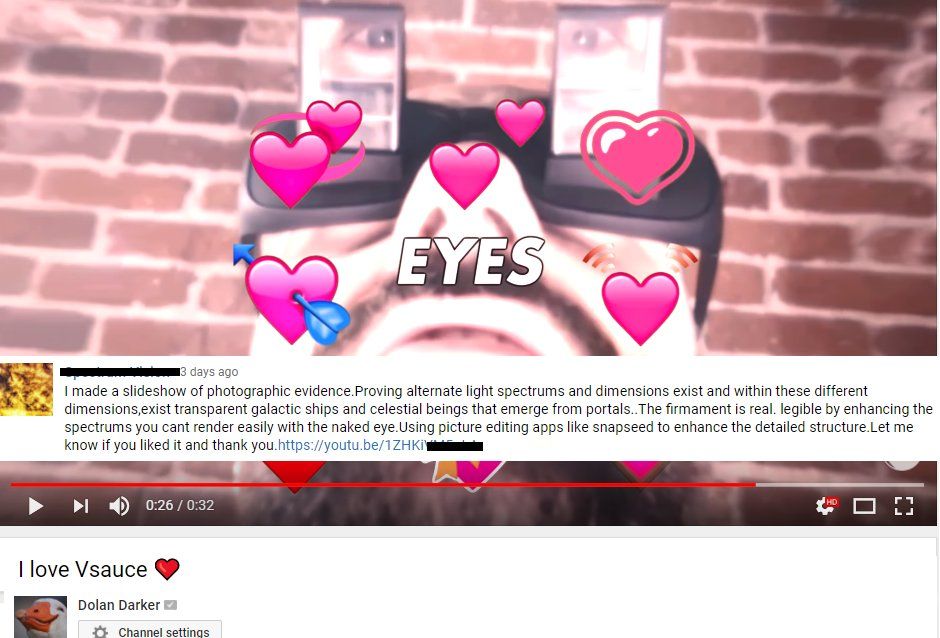 EYES
3 days ago
I made a slideshow of photographic evidence.Proving alternate light spectrums and dimensions exist and within these different
dimensions,exist transparent galactic ships and celestial beings that emerge from portals..The firmament is real. legible by enhancing the
spectrums you cant render easily with the naked eye.Using picture editing apps like snapseed to enhance the detailed structure.Let me
know if you liked it and thank you.https://youtu.be/1ZHKi
0:26 / 0:32
HD
I love Vsauce
Dolan Darker
Channel settings